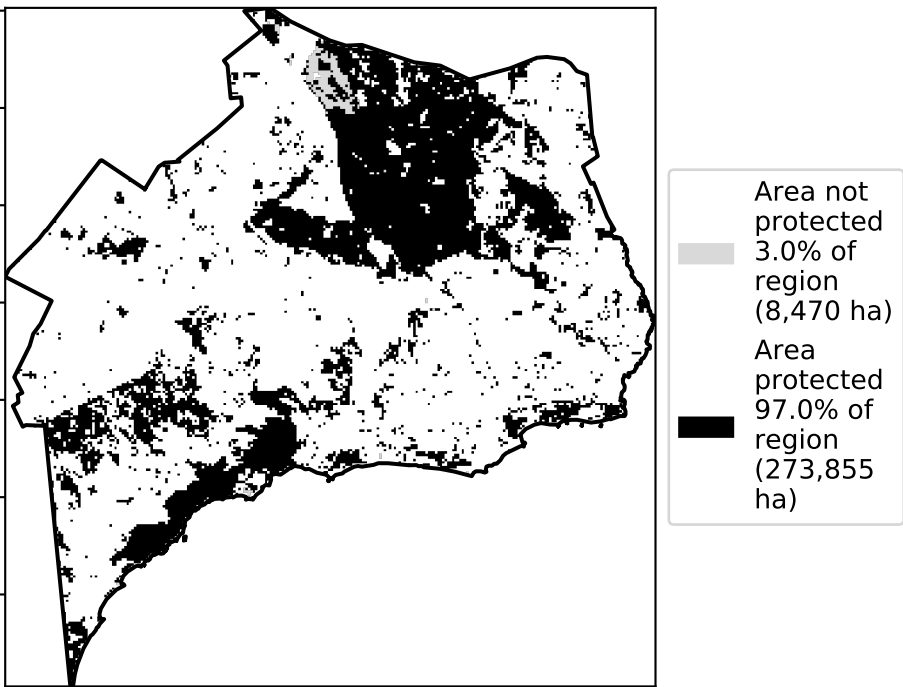 Area not
protected
3.0% of
region
(8,470 ha)
Area
protected
97.0% of
region
(273,855
ha)